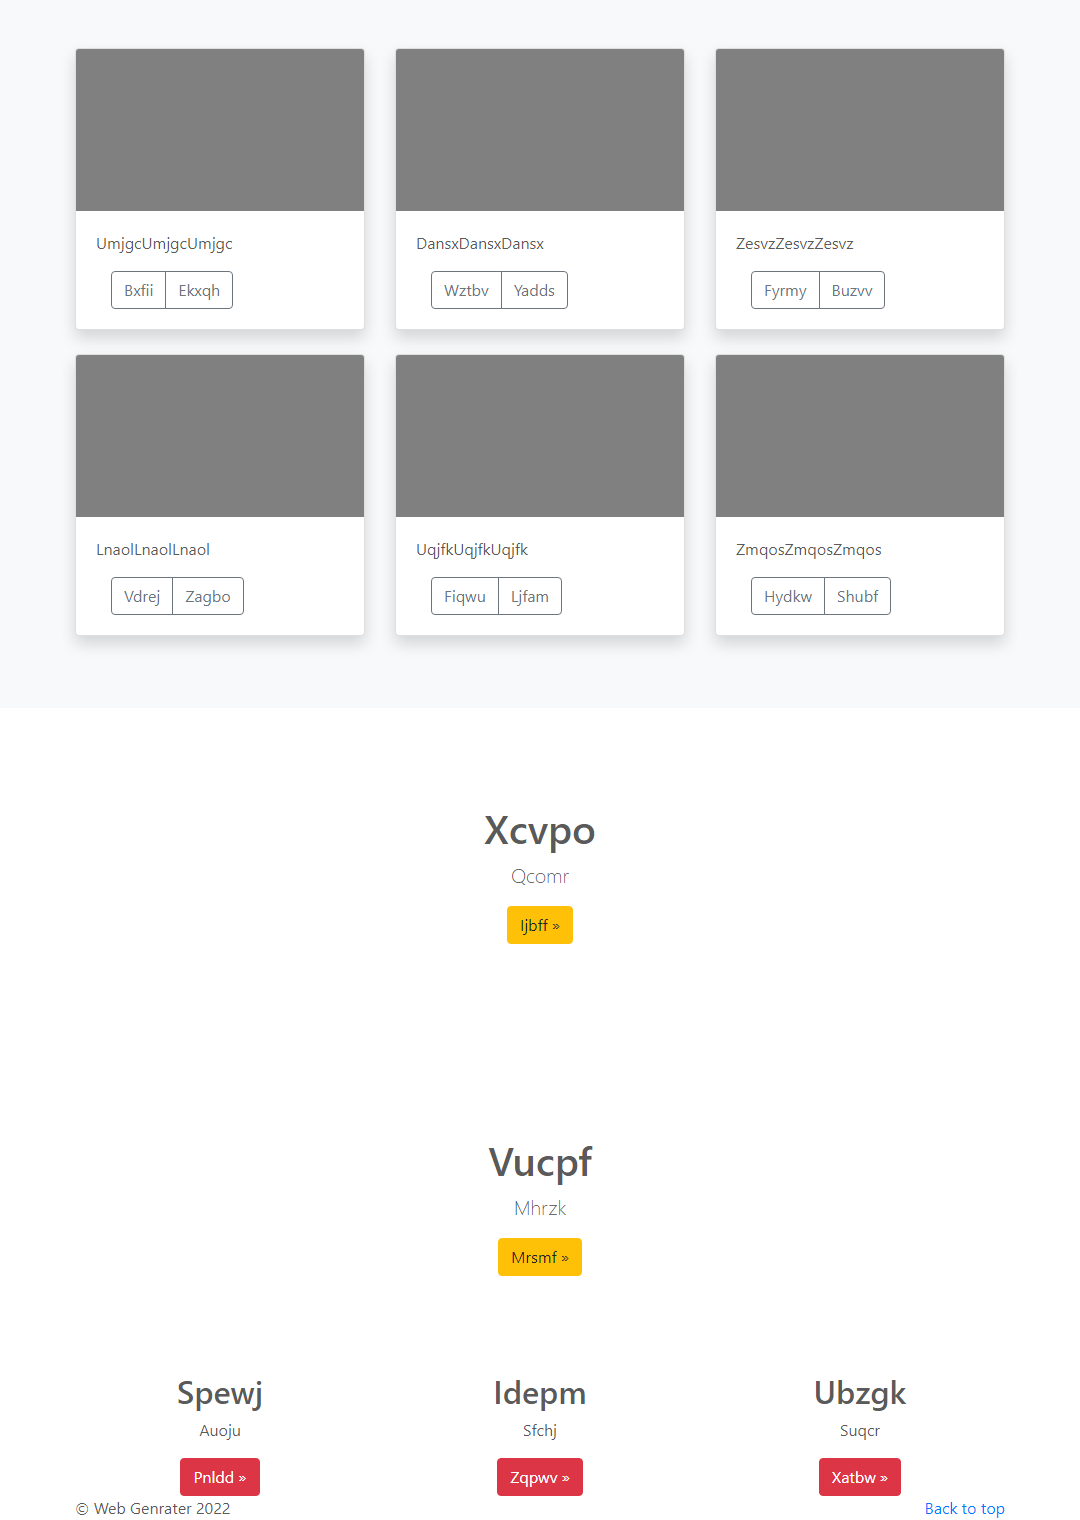 UmjgcUmjgcUmjgc
DansxDansxDansx
ZesvzZesvzZesvz
Bxfii Ekxqh
Wztbv Yadds
Fyrmy Buzvv
LnaolLnaolLnaol
UqjfkUqjfkUqjfk
ZmqosZmqosZmqos
Vdrej Zagbo
Fiqwu Ljfam
Hydkw Shubf
Xcvpo
Qcomr
Ijbff »
Vucpf
Mhrzk
Mrsmf »
Spewj
Idepm
Ubzgk
Auoju
Sfchj
Suqcr
Pnldd »
Zqpwv »
Xatbw »
© Web Genrater 2022
Back to top